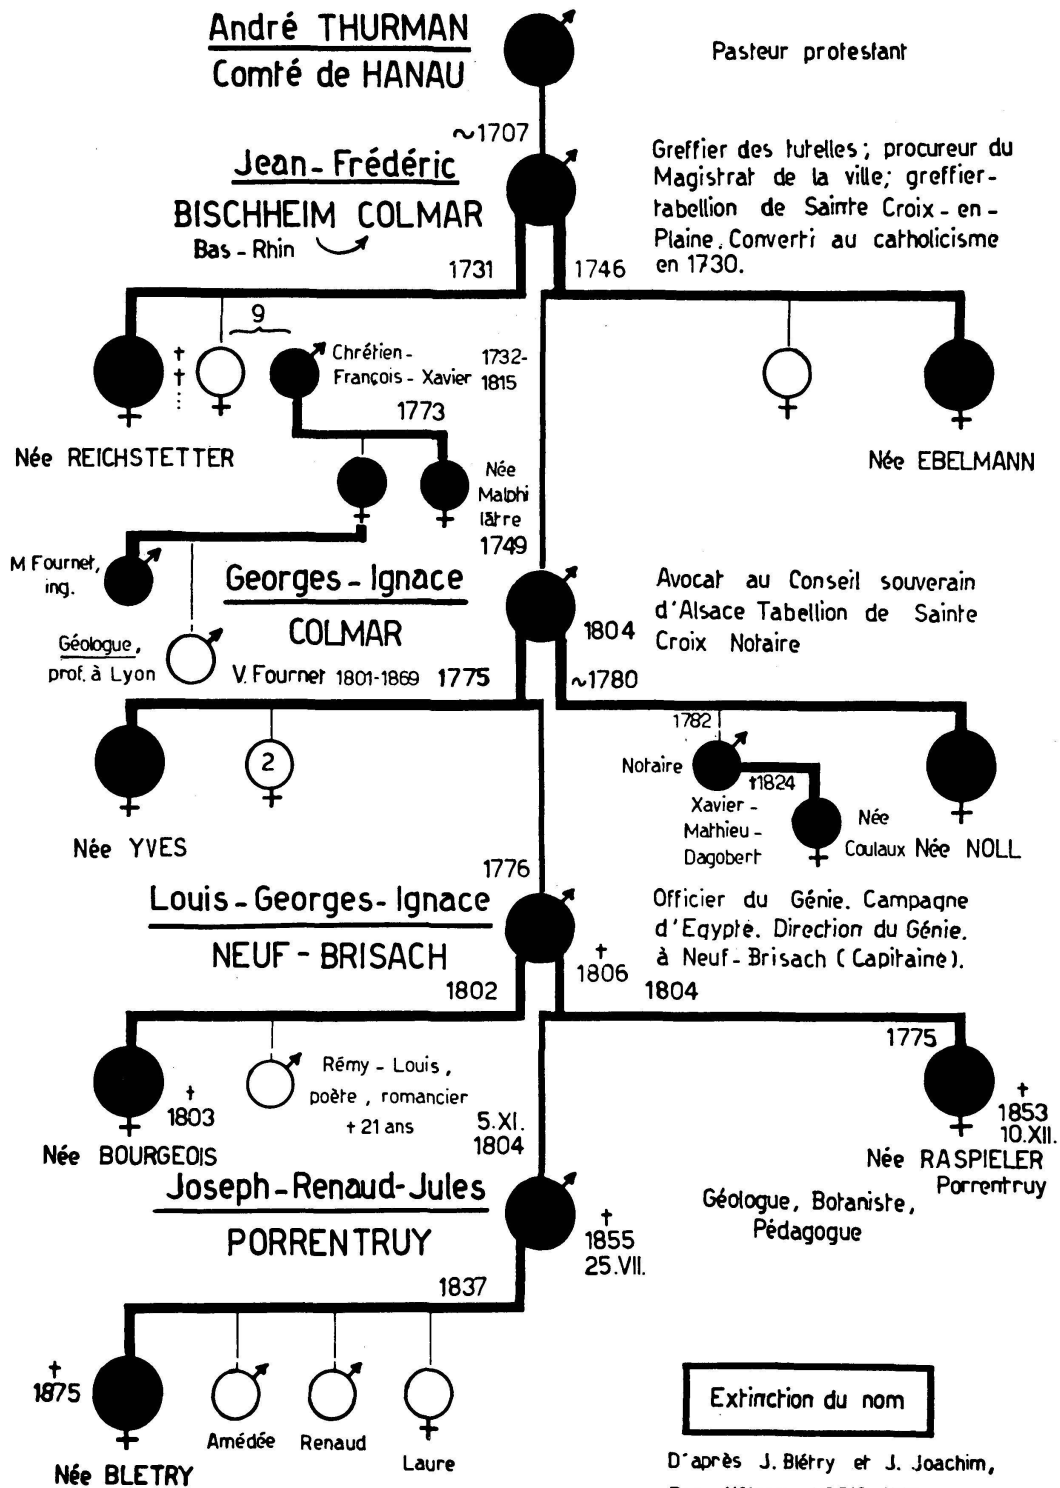 André THURMAN
Comté de HANAU
Pasteur protestant
~1707
Jean-Frédéric
BISCHHEIM COLMAR
Bas-Rhin
Greffier des tutelles; procureur du
Magistrat de la ville; greffier-
tabellion de Sainte Croix-en-
Plaine. Converti au catholicisme
en 1730.
1731
1746
9
Chrétien-
François-Xavier
1732-
1815
† † ...
1773
Née REICHSTETTER
Née EBELMANN
Née
Malphi
lâtre
1749
M Fournet,
ing.
Georges-Ignace
COLMAR
1804
Avocat au Conseil souverain
d'Alsace Tabellion de Sainte
Croix Notaire
Géologue,
prof. à Lyon
V. Fournet 1801-1869
1775
~1780
2
1782
Notaire
†1824
Xavier-
Mathieu-
Dagobert
Née
Coulaux
Née YVES
Née NOLL
1776
Louis-Georges-Ignace
NEUF-BRISACH
† 1806
Officier du Génie. Campagne
d'Egypte. Direction du Génie.
à Neuf-Brisach (Capitaine).
1802
1804
1775
† 1803
Rémy-Louis,
poète, romancier
† 21 ans
5.XI.
1804
†
1853
10.XII.
Née BOURGEOIS
Née RASPIELER
Porrentruy
Joseph-Renaud-Jules
PORRENTRUY
†
1855
25.VII.
Géologue, Botaniste,
Pédagogue
1837
†
1875
Amédée
Renaud
Laure
Née BLETRY
Extinction du nom
D'après J. Blétry et J. Joachim,